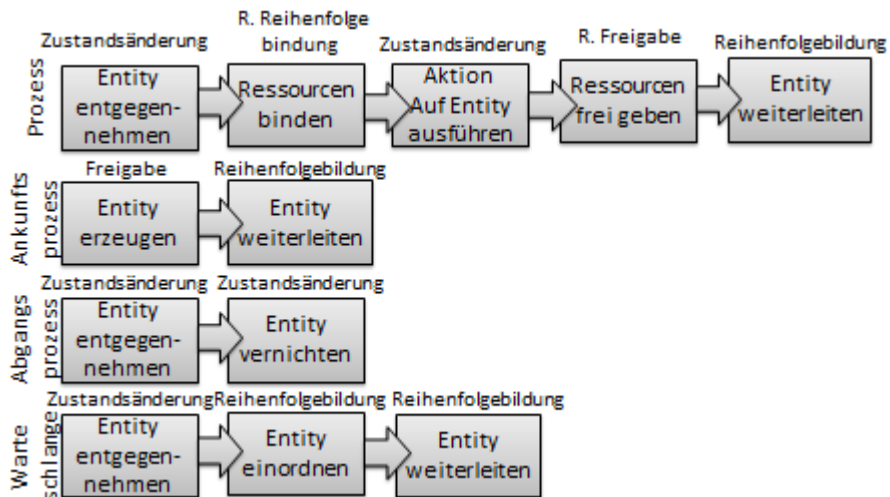 R. Reihenfolge
bindung
Zustandsänderung
Zustandsänderung
R. Freigabe
Reihenfolgebildung
Prozess
Entity
entgegen-
nehmen
Ressourcen
binden
Aktion
Auf Entity
ausführen
Ressourcen
frei geben
Entity
weiterleiten
Freigabe
Reihenfolgebildung
Ankunfts
prozess
Entity
erzeugen
Entity
weiterleiten
Zustandsänderung
Zustandsänderung
Abgangs
prozess
Entity
entgegen-
nehmen
Entity
vernichten
Zustandsänderung
Reihenfolgebildung
Reihenfolgebildung
Warte
schlange
Entity
entgegen-
nehmen
Entity
einordnen
Entity
weiterleiten